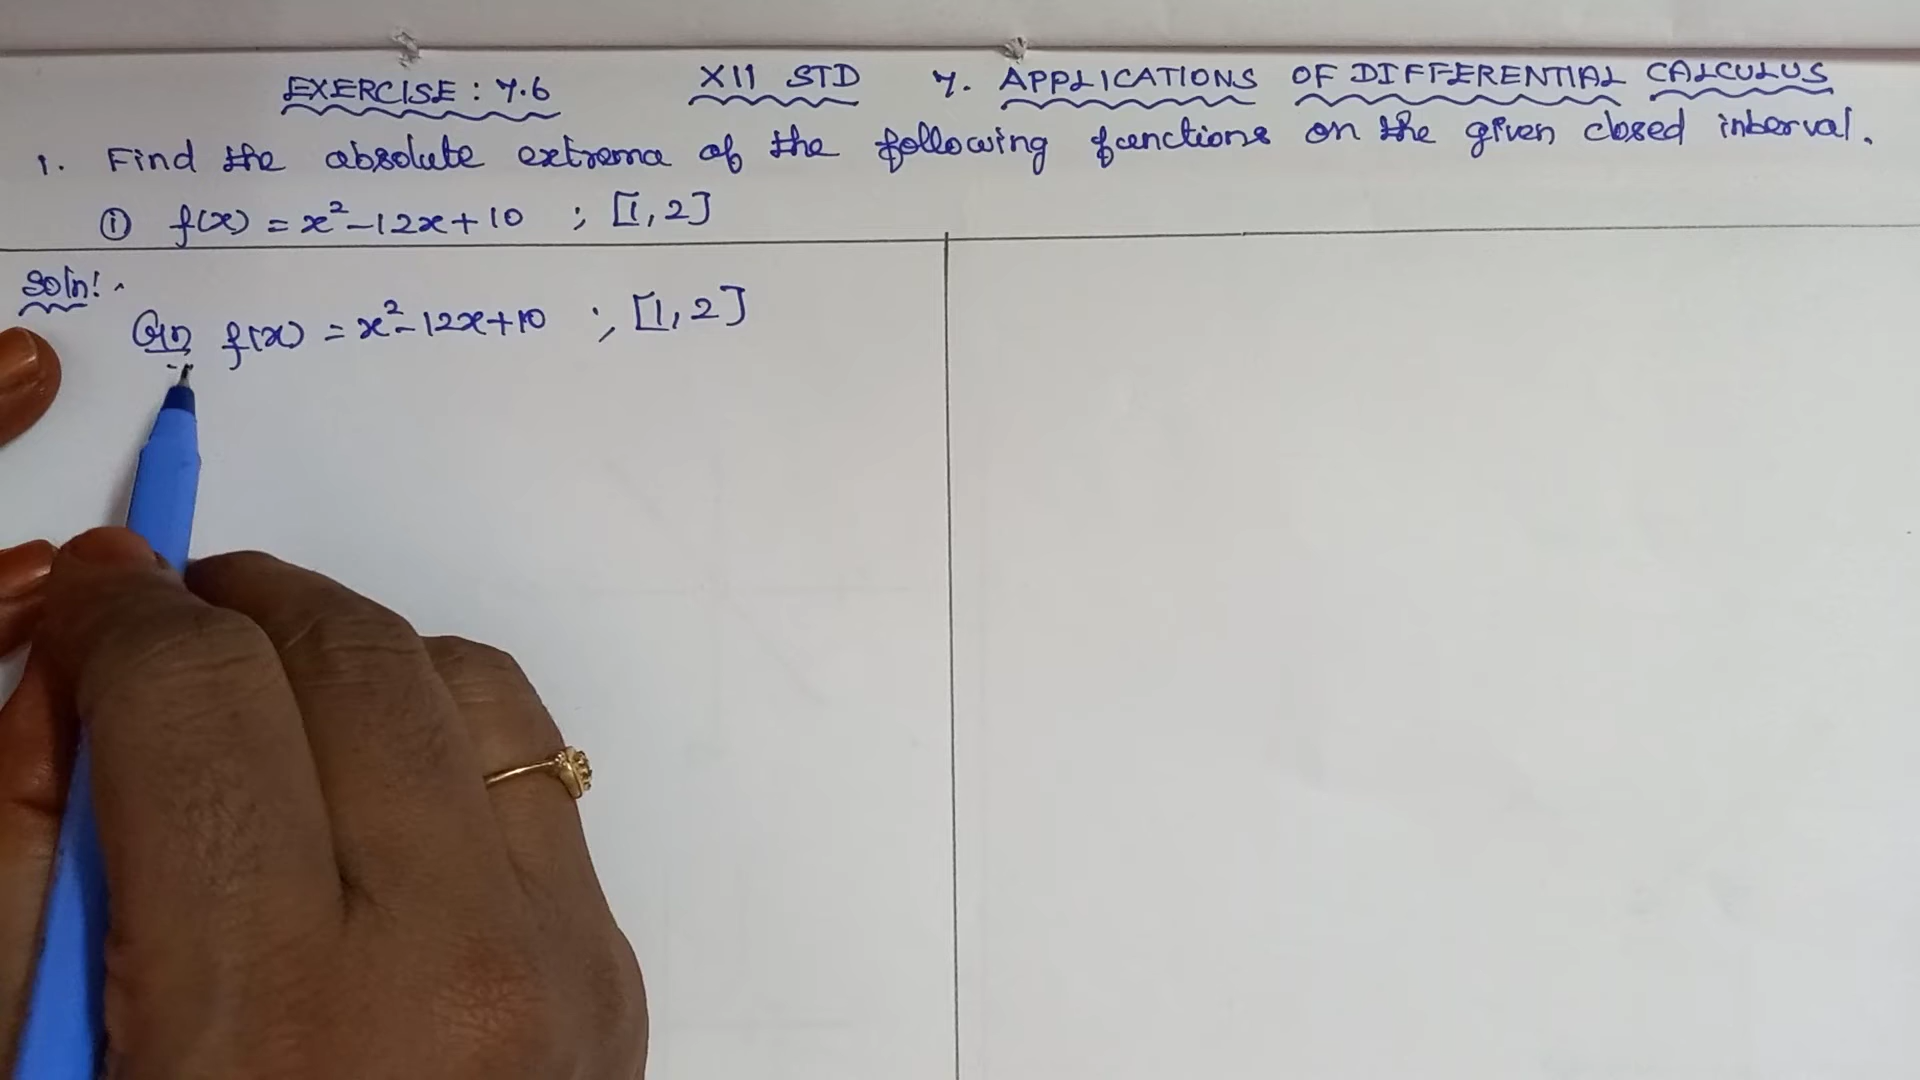 EXERCISE : 7.6 XII STD 7. APPLICATIONS OF DIFFERENTIAL CALCULUS
1. Find the absolute extrema of the following functions on the given closed interval.
(i) f(x) = x² - 12x + 10 ; [1, 2]
Soln:
Gn f(x) = x² - 12x + 10 ; [1, 2]